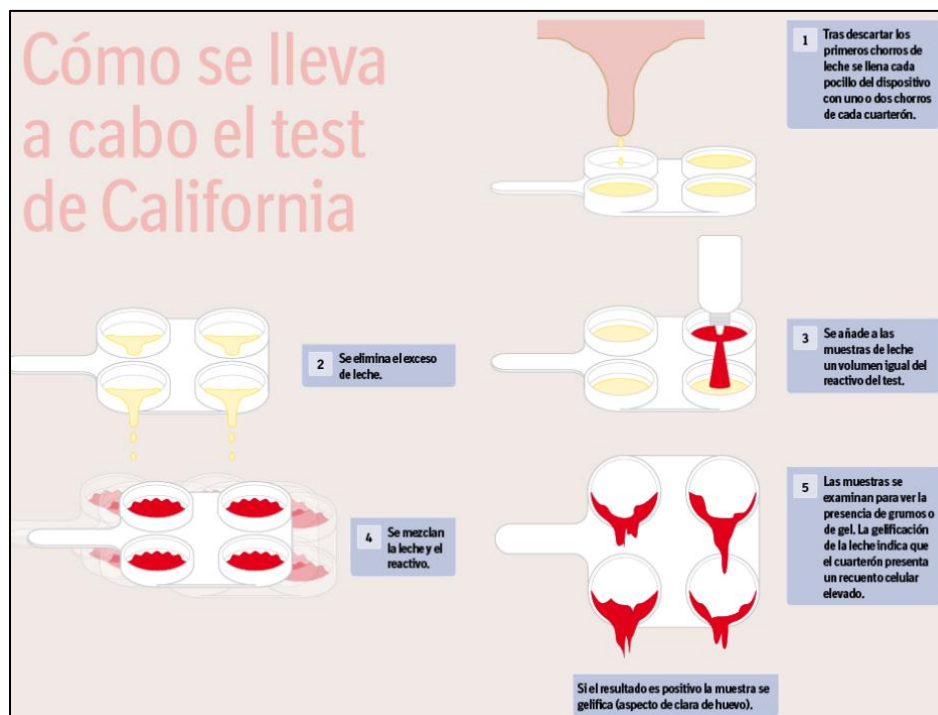 Cómo se lleva
a cabo el test
de California
1 Tras descartar los
primeros chorros de
leche se llena cada
pocillo del dispositivo
con uno o dos chorros
de cada cuarterón.
2 Se elimina el exceso
de leche.
3 Se añade a las
muestras de leche
un volumen igual del
reactivo del test.
4 Se mezclan
la leche y el
reactivo.
5 Las muestras se
examinan para ver la
presencia de grumos o
de gel. La gelificación
de la leche indica que
el cuarterón presenta
un recuento celular
elevado.
Si el resultado es positivo la muestra se
gelifica (aspecto de clara de huevo).